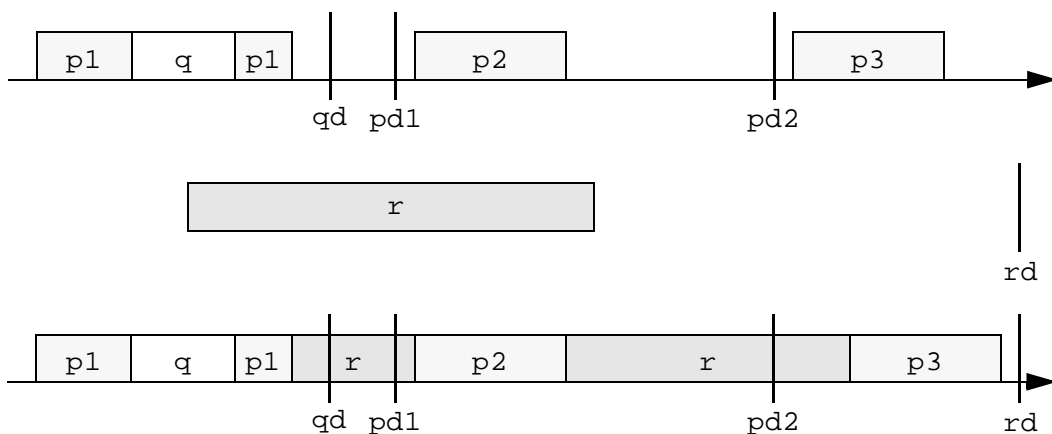 p1 q p1 p2 p3
qd pd1 pd2
r
rd
p1 q p1 r p2 r p3
qd pd1 pd2 rd